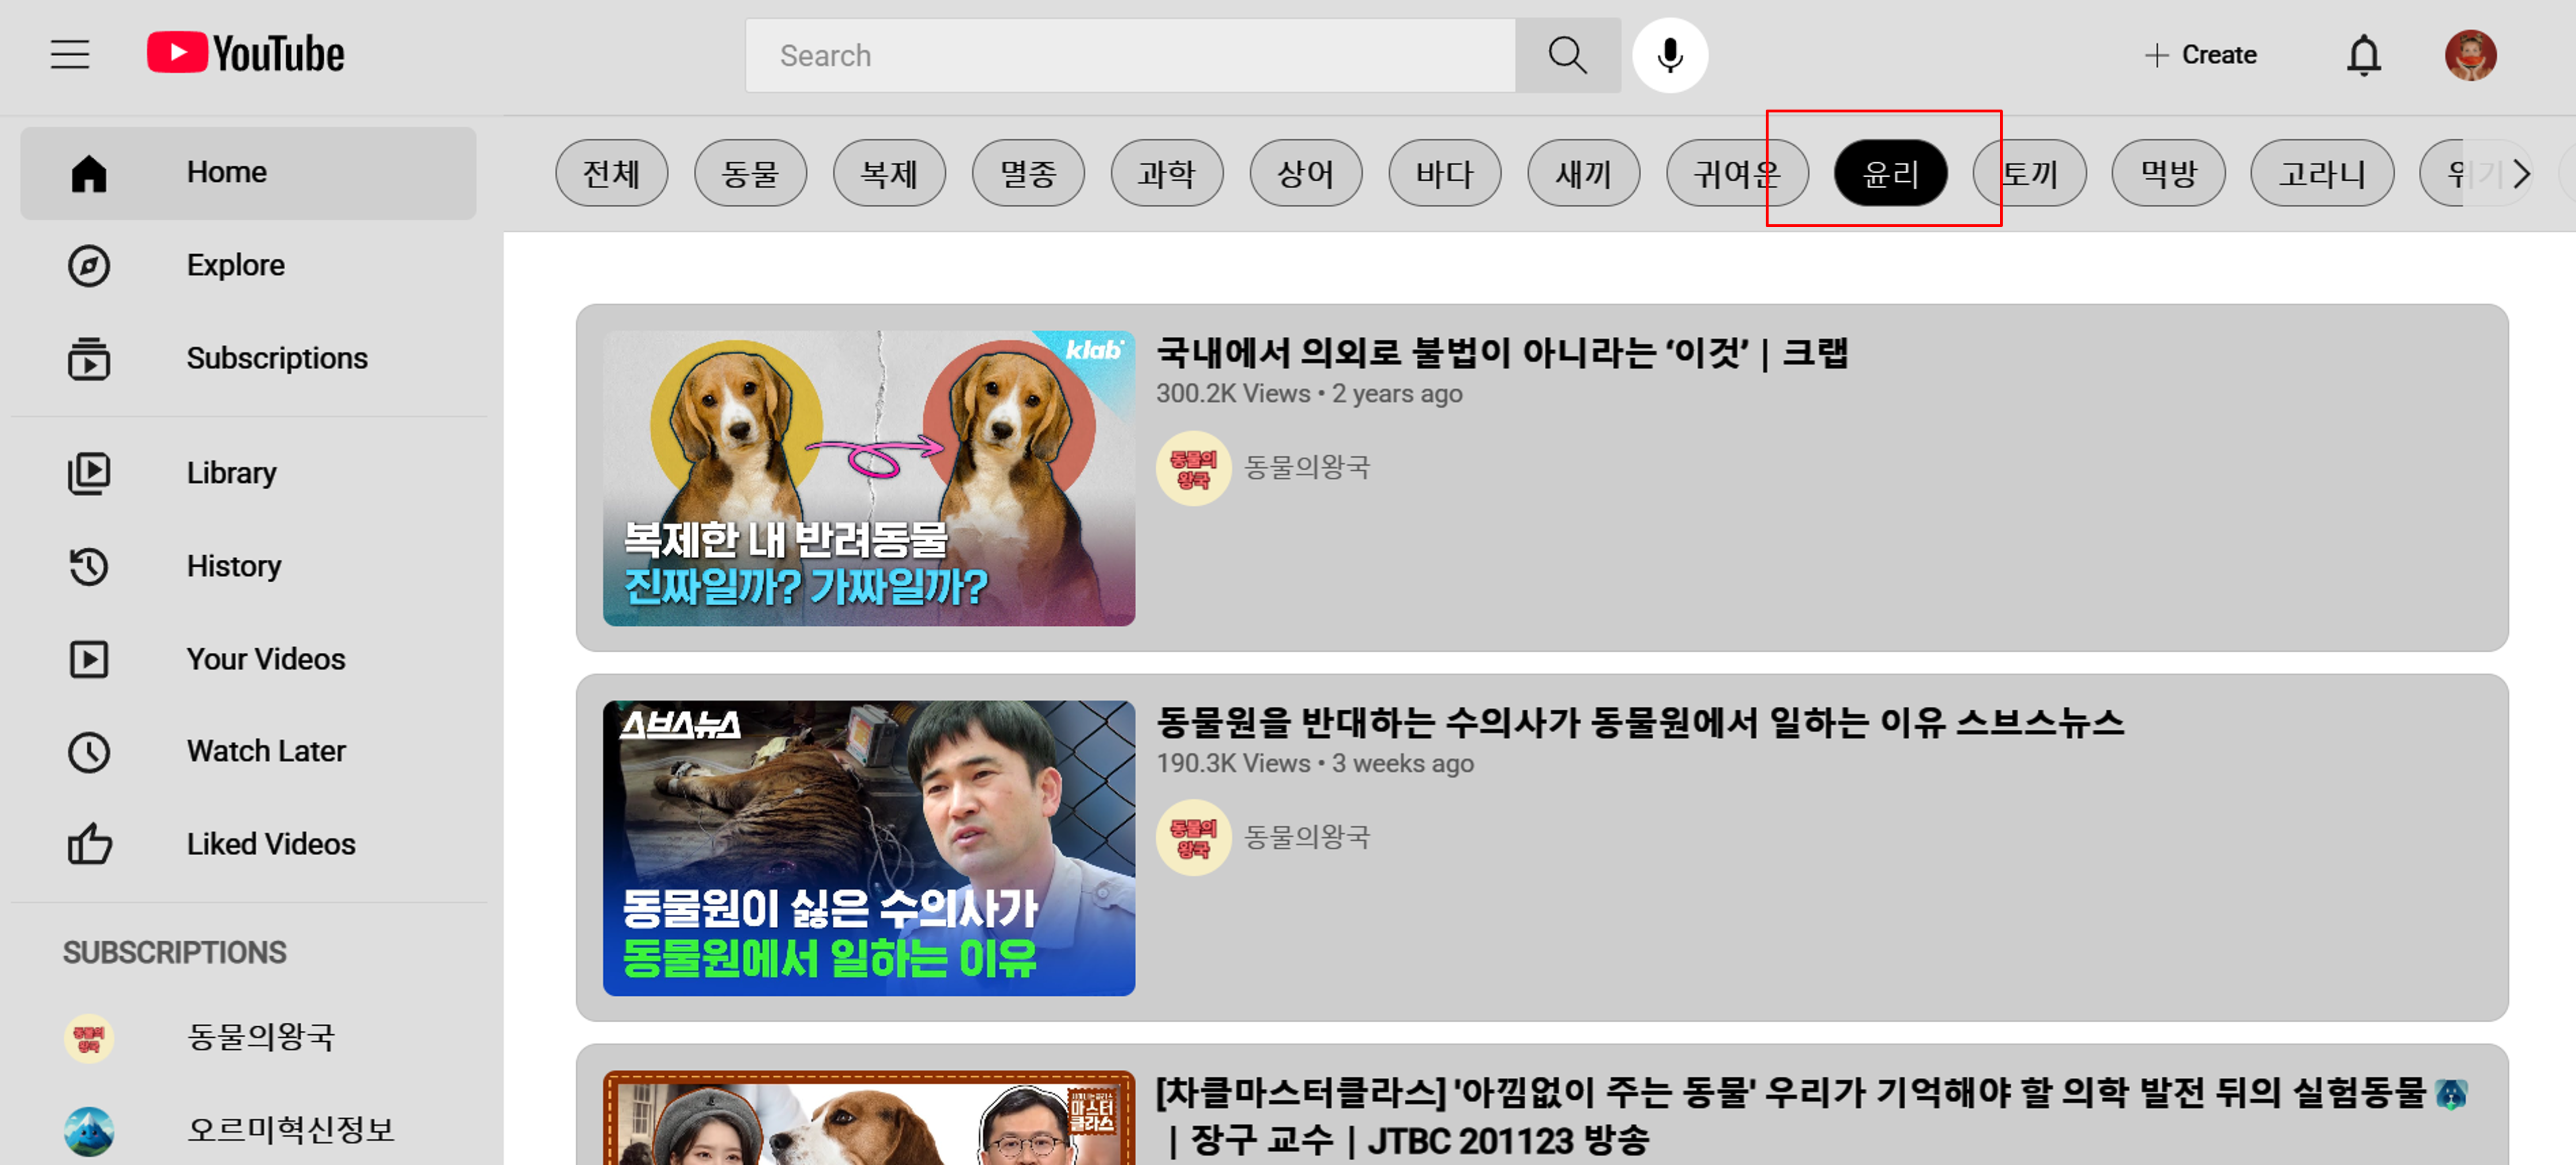 YouTube
Search
Create
Home
Explore
Subscriptions
Library
History
Your Videos
Watch Later
Liked Videos
SUBSCRIPTIONS
동물의왕국
오르미혁신정보
전체 동물 복제 멸종 과학 상어 바다 새끼 귀여운 윤리 토끼 먹방 고라니 위기
klab
복제한 내 반려동물
진짜일까? 가짜일까?
국내에서 의외로 불법이 아니라는 ‘이것’ | 크랩
300.2K Views • 2 years ago
동물의
왕국
동물의왕국
스브스뉴스
동물원이 싫은 수의사가
동물원에서 일하는 이유
동물원을 반대하는 수의사가 동물원에서 일하는 이유 스브스뉴스
190.3K Views • 3 weeks ago
동물의
왕국
동물의왕국
마스터
클라스
[차클마스터클라스] '아낌없이 주는 동물' 우리가 기억해야 할 의학 발전 뒤의 실험동물
| 장구 교수 | JTBC 201123 방송